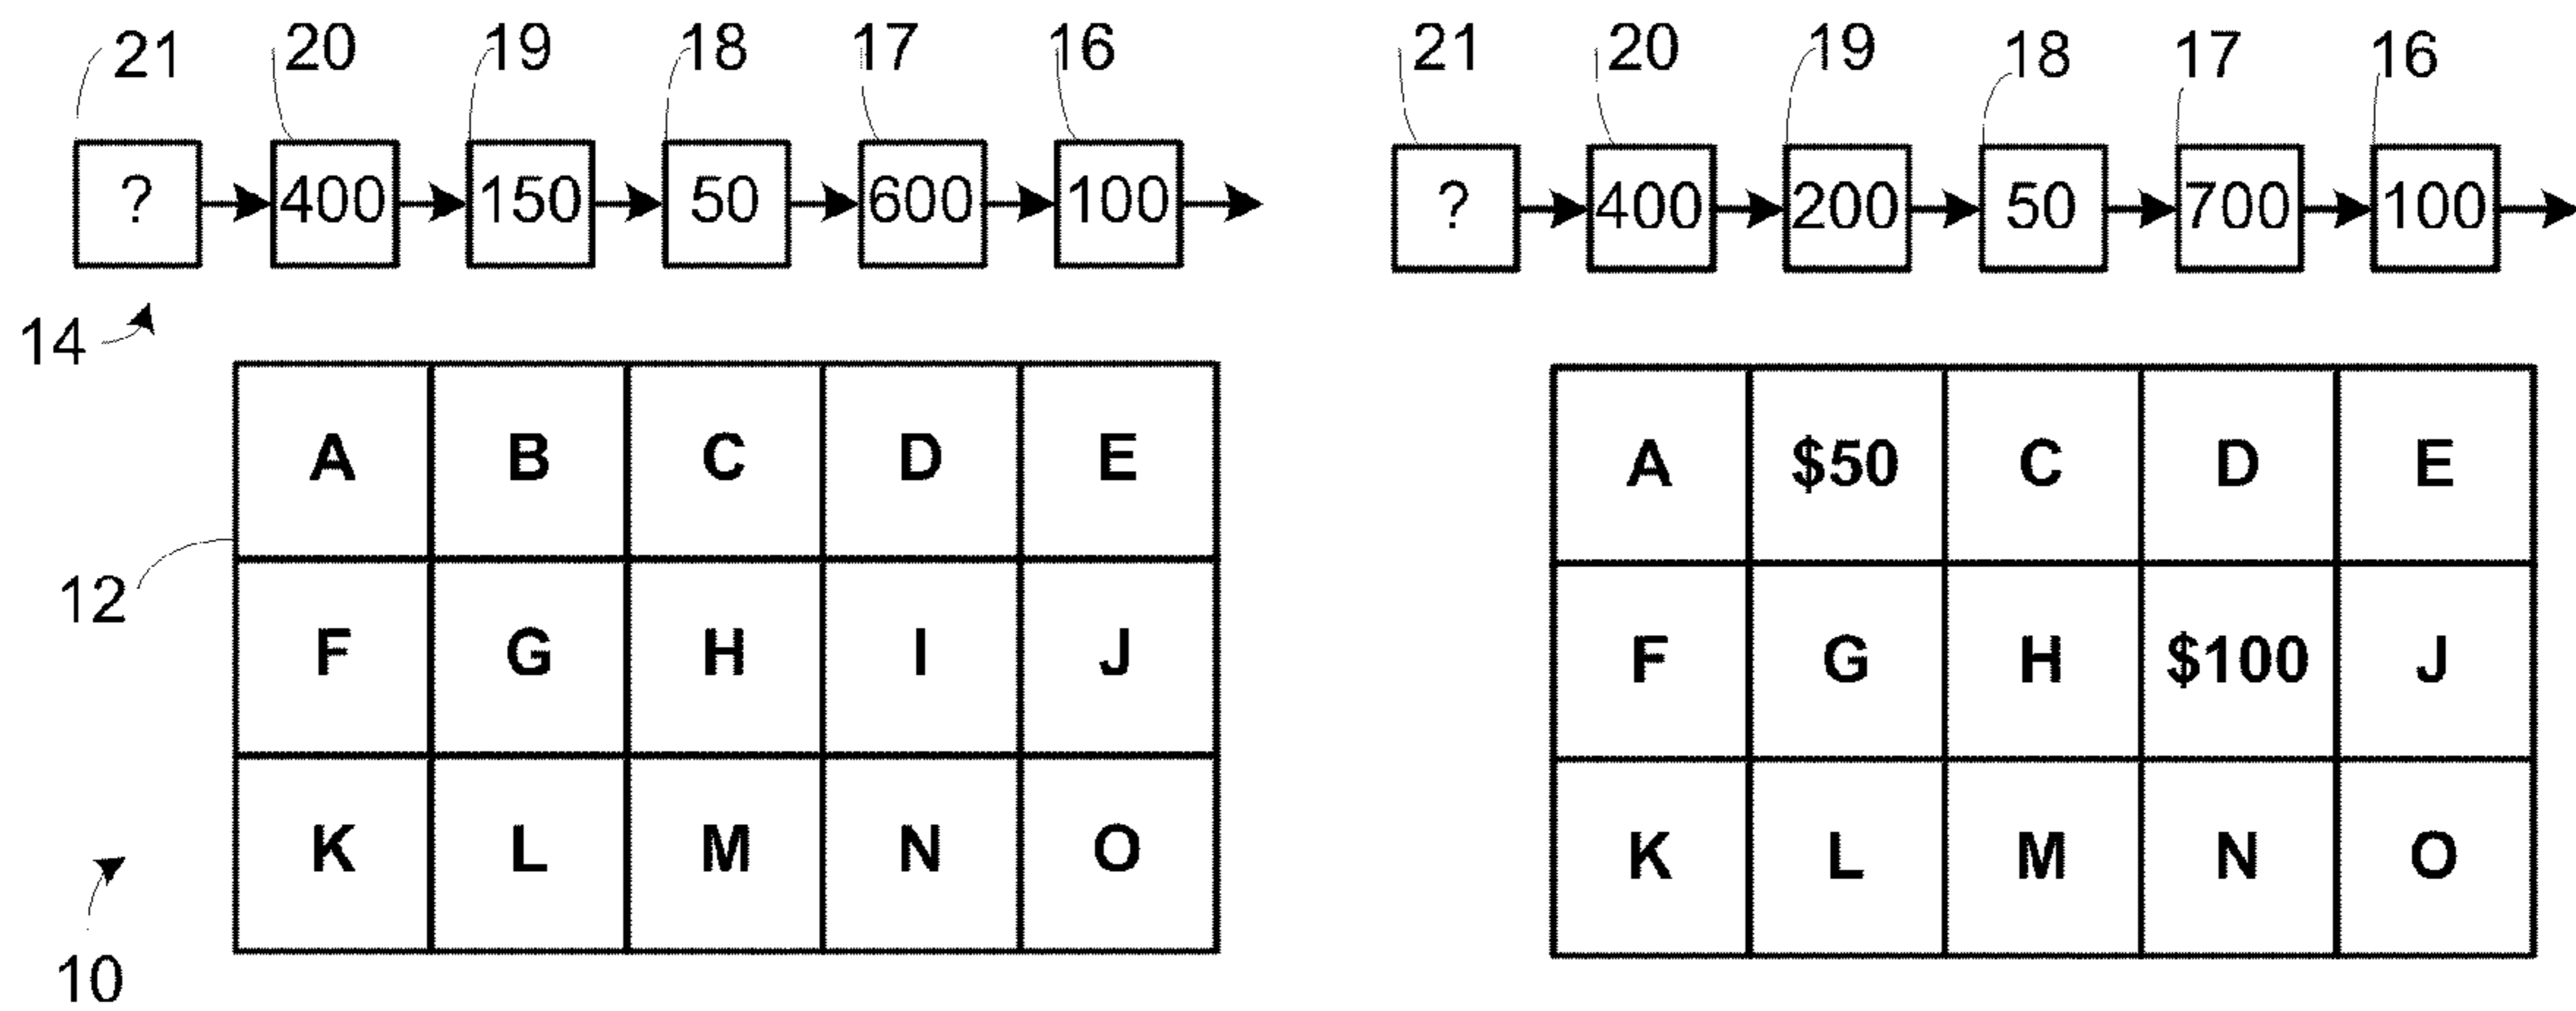 21 20 19 18 17 16
? 400 150 50 600 100
14
A B C D E
12
F G H I J
K L M N O
10
21 20 19 18 17 16
? 400 200 50 700 100
A $50 C D E
F G H $100 J
K L M N O